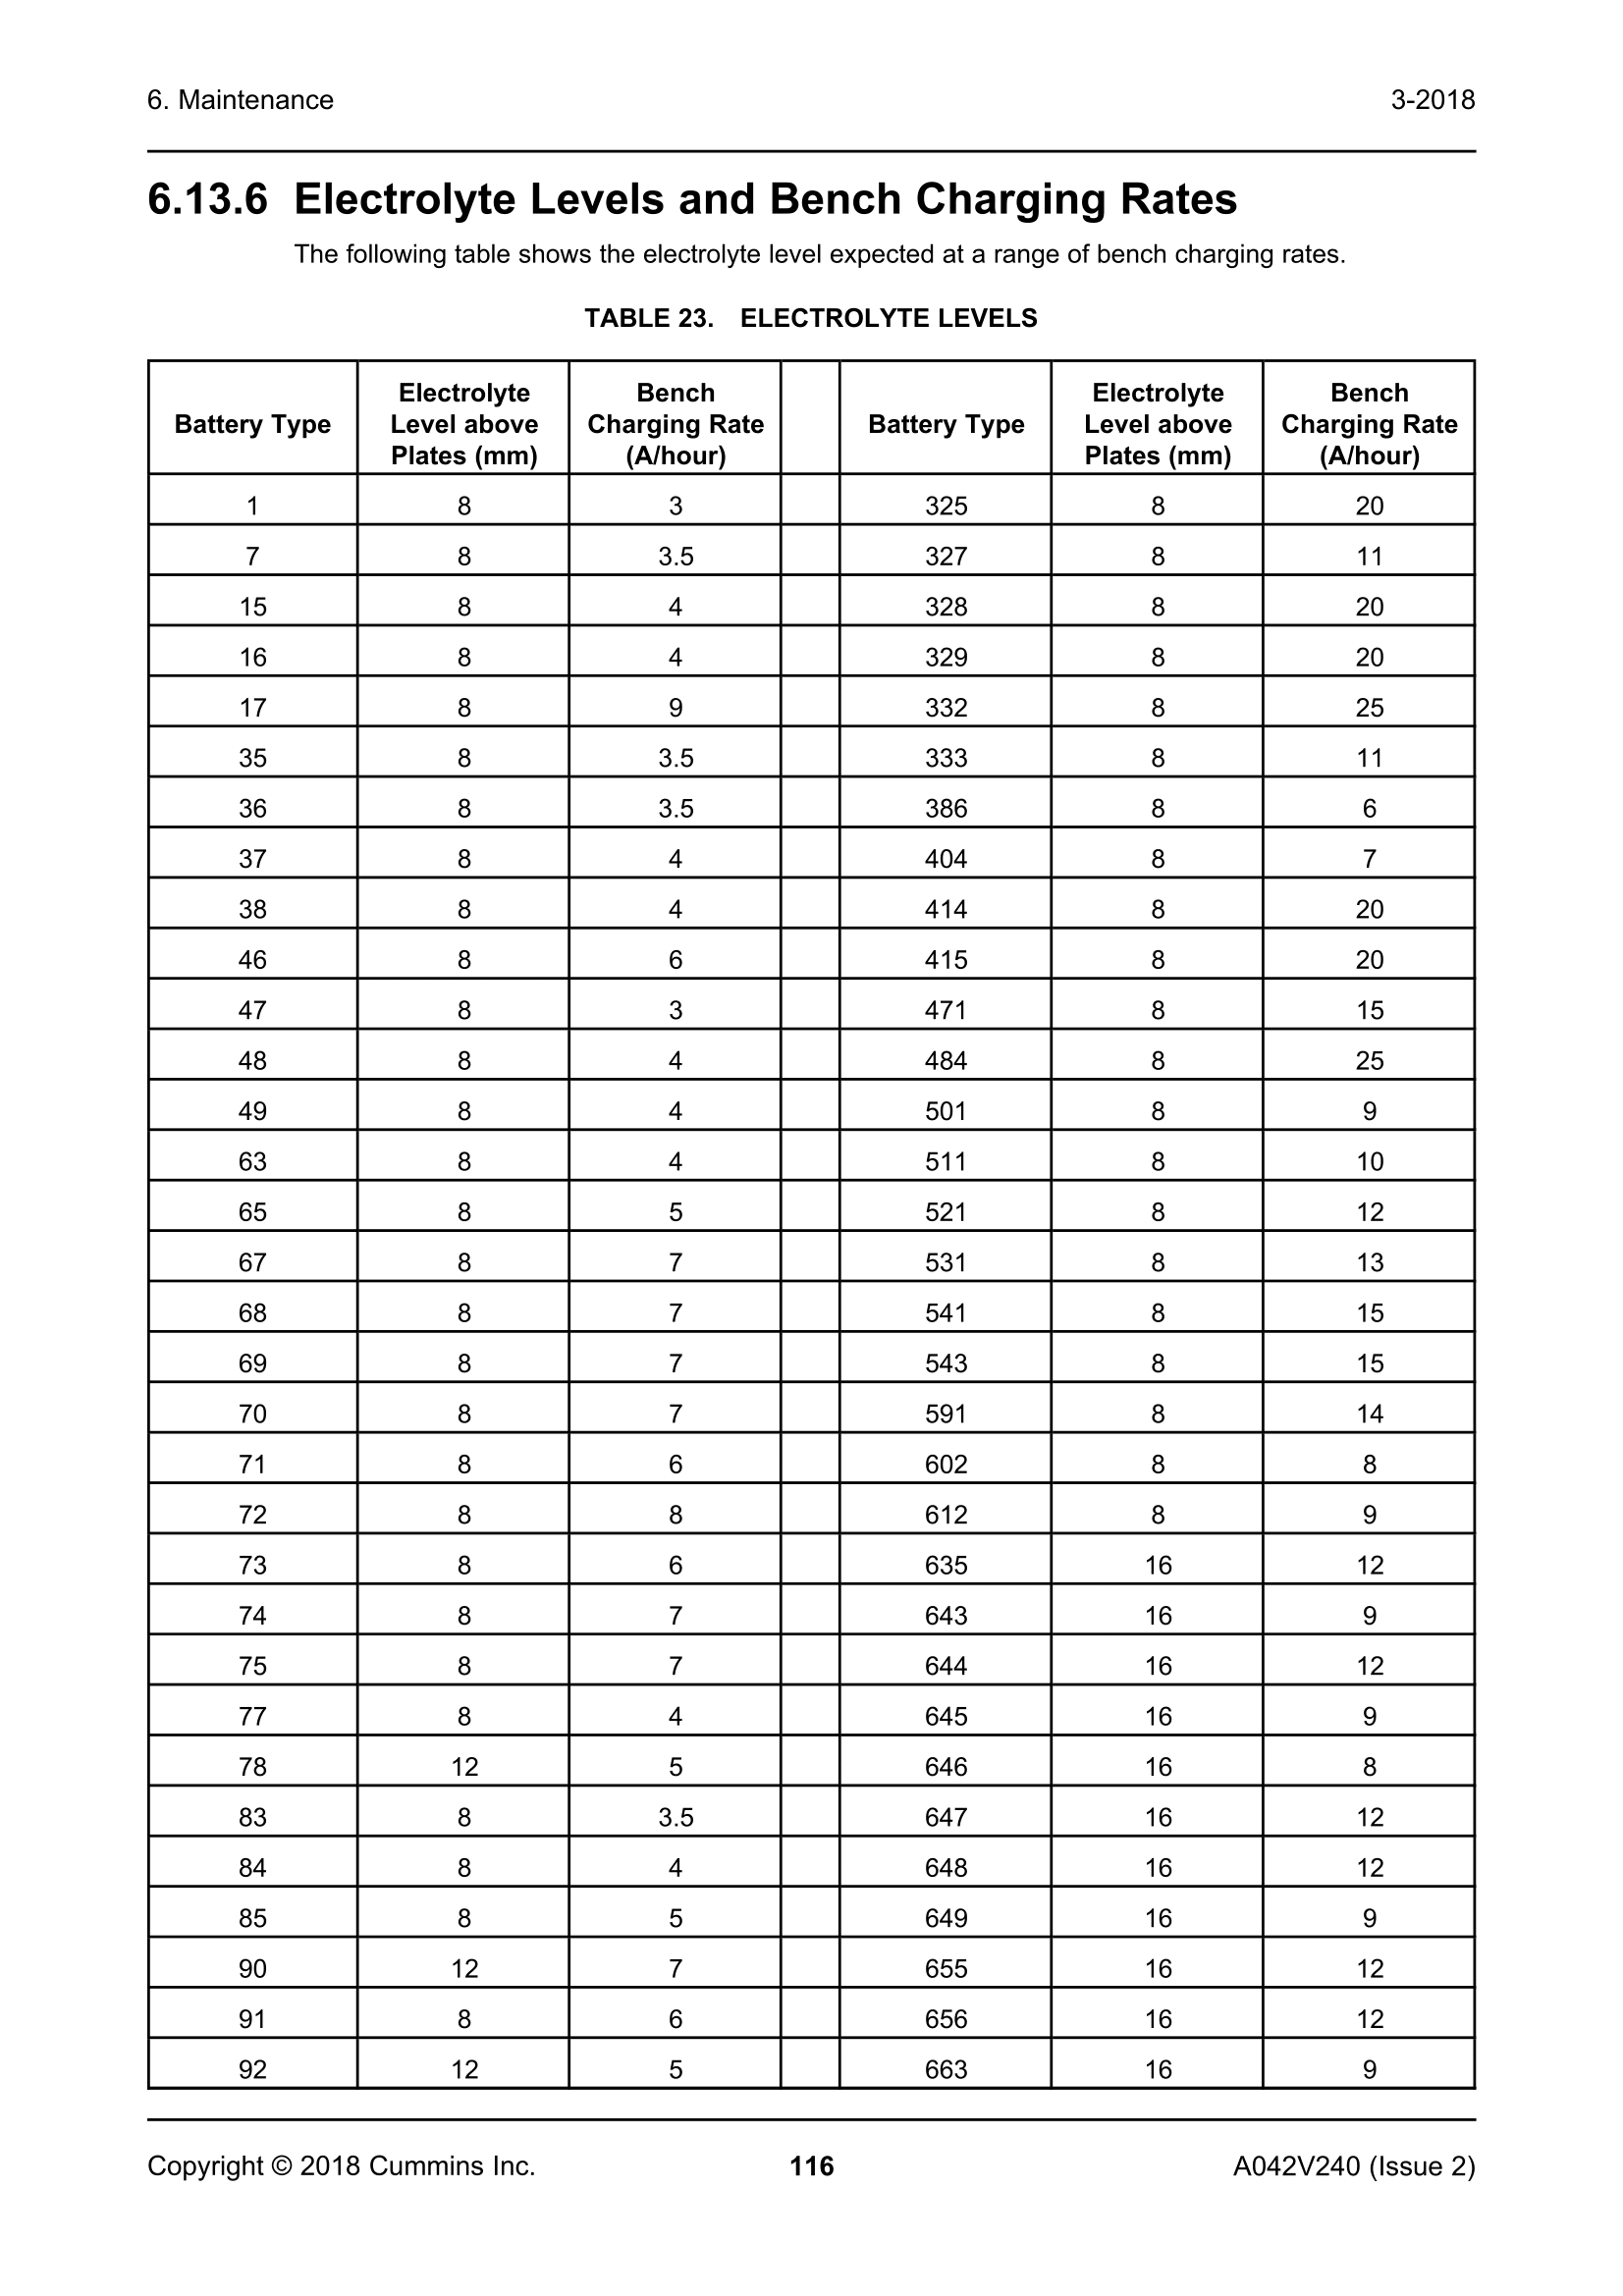 6. Maintenance 3-2018
6.13.6 Electrolyte Levels and Bench Charging Rates
The following table shows the electrolyte level expected at a range of bench charging rates.
TABLE 23. ELECTROLYTE LEVELS
Battery Type Electrolyte Level above Plates (mm) Bench Charging Rate (A/hour) Battery Type Electrolyte Level above Plates (mm) Bench Charging Rate (A/hour)
1 8 3 325 8 20
7 8 3.5 327 8 11
15 8 4 328 8 20
16 8 4 329 8 20
17 8 9 332 8 25
35 8 3.5 333 8 11
36 8 3.5 386 8 6
37 8 4 404 8 7
38 8 4 414 8 20
46 8 6 415 8 20
47 8 3 471 8 15
48 8 4 484 8 25
49 8 4 501 8 9
63 8 4 511 8 10
65 8 5 521 8 12
67 8 7 531 8 13
68 8 7 541 8 15
69 8 7 543 8 15
70 8 7 591 8 14
71 8 6 602 8 8
72 8 8 612 8 9
73 8 6 635 16 12
74 8 7 643 16 9
75 8 7 644 16 12
77 8 4 645 16 9
78 12 5 646 16 8
83 8 3.5 647 16 12
84 8 4 648 16 12
85 8 5 649 16 9
90 12 7 655 16 12
91 8 6 656 16 12
92 12 5 663 16 9
Copyright © 2018 Cummins Inc. 116 A042V240 (Issue 2)